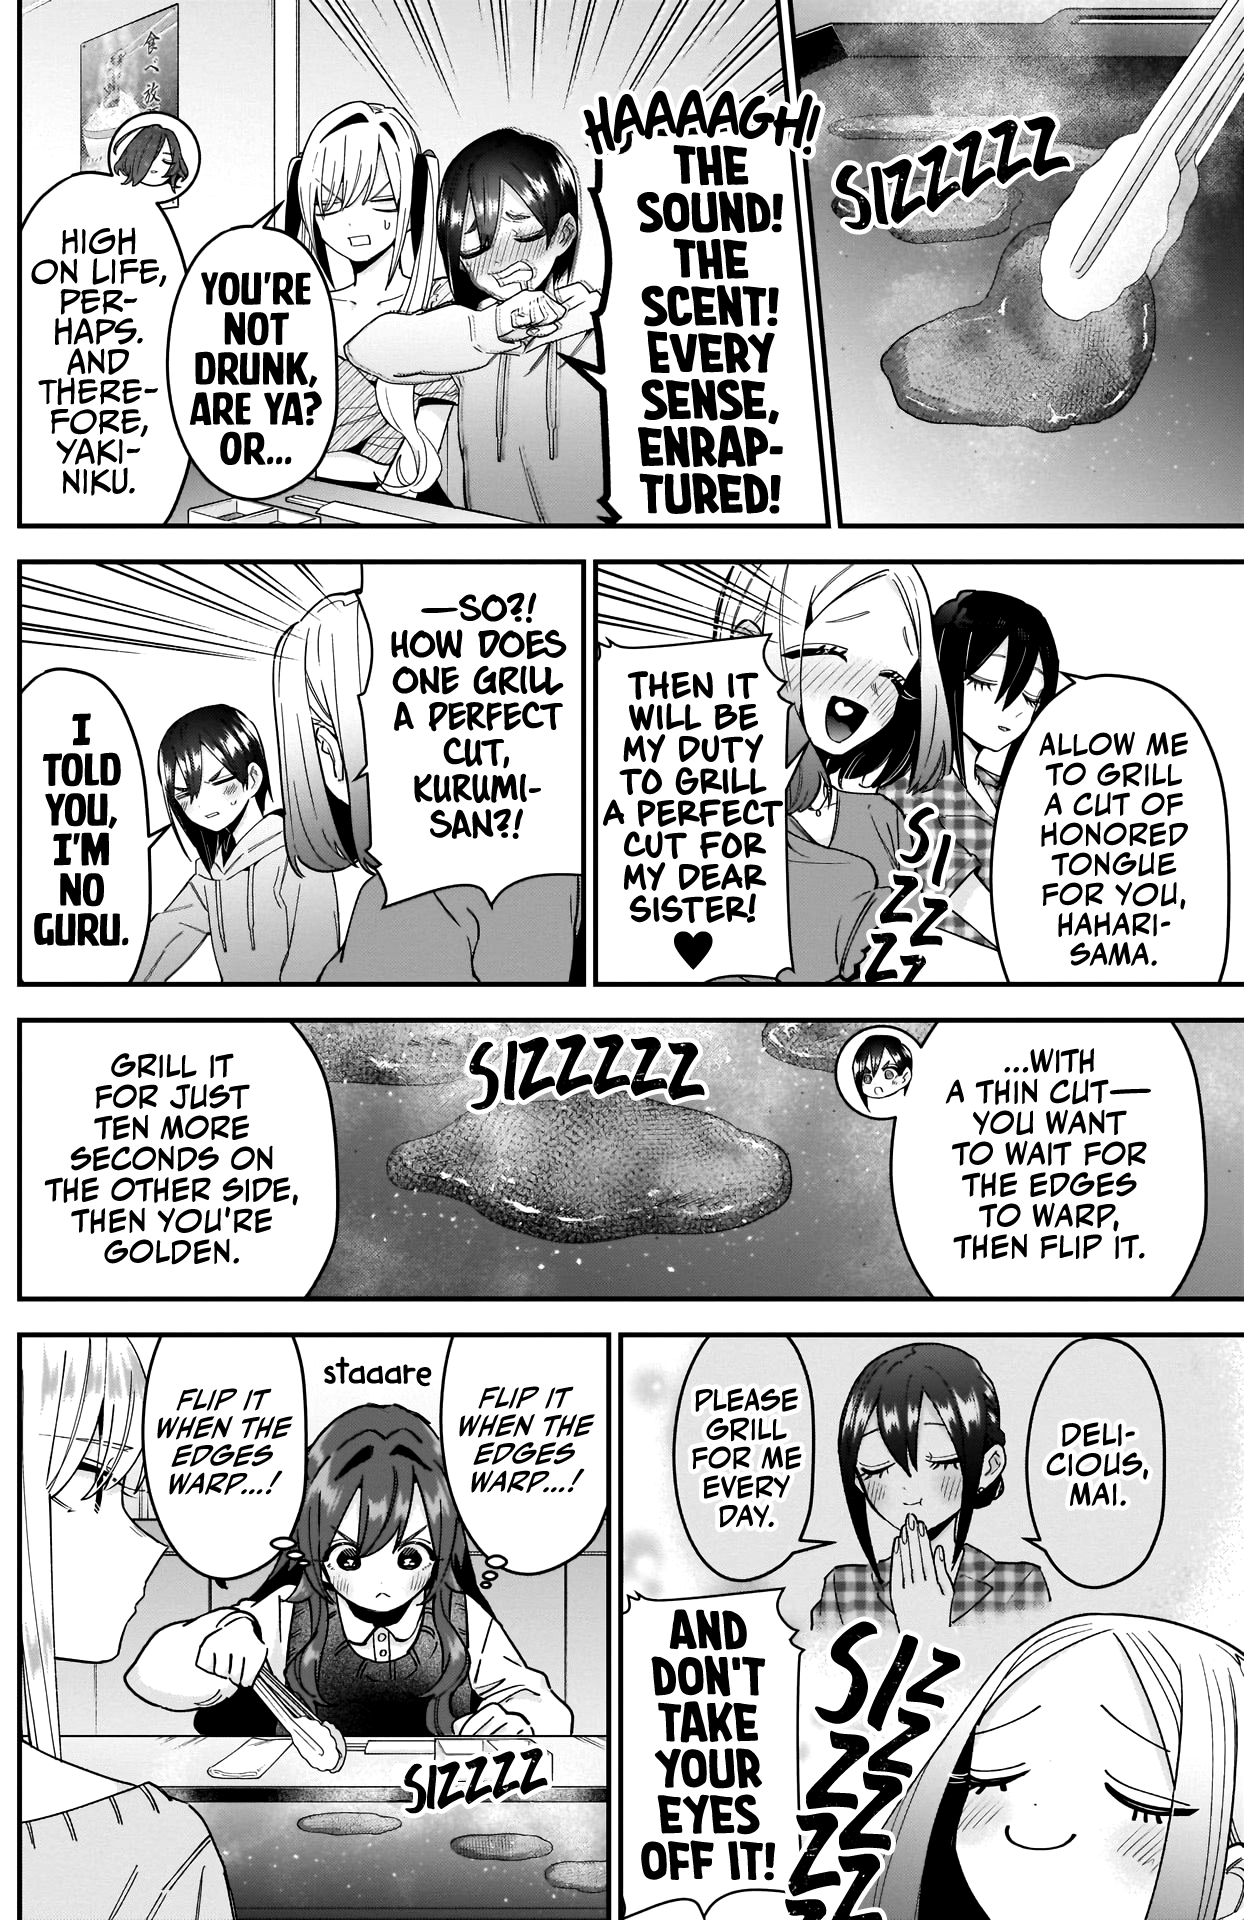 SIZZZZZ
HAAAAGH!
THE
SOUND!
THE
SCENT!
EVERY
SENSE,
ENRAP-
TURED!
YOU'RE
NOT
DRUNK,
ARE YA?
OR...
食べ放
HIGH
ON LIFE,
PER-
HAPS.
AND
THERE-
FORE,
YAKI-
NIKU.
ALLOW ME
TO GRILL
A CUT OF
HONORED
TONGUE
FOR YOU,
HAHARI-
SAMA.
SIZZZZ
THEN IT
WILL BE
MY DUTY
TO GRILL
A PERFECT
CUT FOR
MY DEAR
SISTER!
♥
—SO?!
HOW DOES
ONE GRILL
A PERFECT
CUT,
KURUMI-
SAN?!
I
TOLD
YOU,
I'M
NO
GURU.
...WITH
A THIN CUT—
YOU WANT
TO WAIT FOR
THE EDGES
TO WARP,
THEN FLIP IT.
SIZZZZZ
GRILL IT
FOR JUST
TEN MORE
SECONDS ON
THE OTHER SIDE,
THEN YOU'RE
GOLDEN.
DELI-
CIOUS,
MAI.
PLEASE
GRILL
FOR ME
EVERY
DAY.
SIZZZZZZZ
AND
DON'T
TAKE
YOUR
EYES
OFF IT!
FLIP IT
WHEN THE
EDGES
WARP...!
staaare
FLIP IT
WHEN THE
EDGES
WARP...!
SIZZZZ